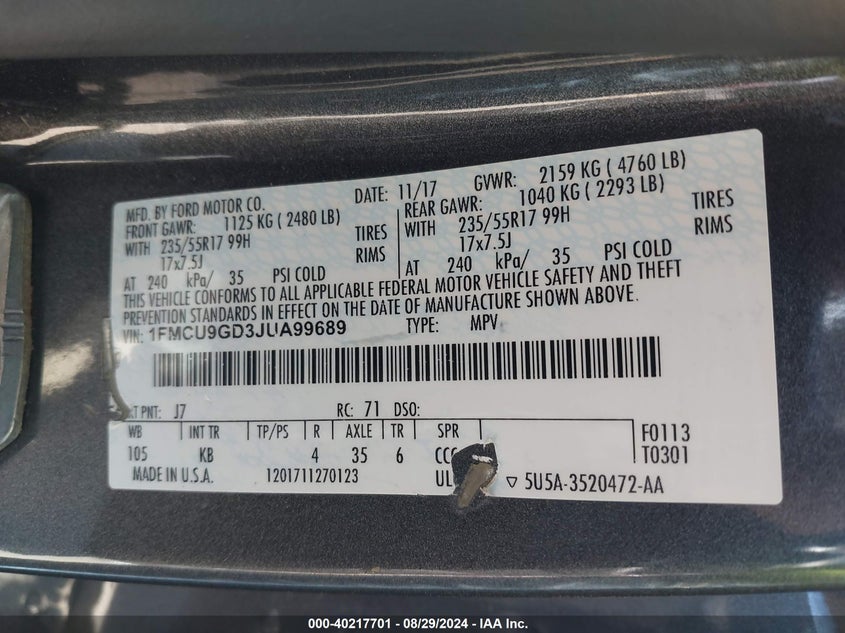 MFD. BY FORD MOTOR CO. DATE: 11/17 GVWR: 2159 KG ( 4760 LB)
FRONT GAWR: 1125 KG ( 2480 LB) REAR GAWR: 1040 KG ( 2293 LB)
WITH 235/55R17 99H TIRES WITH 235/55R17 99H TIRES
17x7.5J RIMS 17x7.5J RIMS
AT 240 kPa/ 35 PSI COLD AT 240 kPa/ 35 PSI COLD
THIS VEHICLE CONFORMS TO ALL APPLICABLE FEDERAL MOTOR VEHICLE SAFETY AND THEFT
PREVENTION STANDARDS IN EFFECT ON THE DATE OF MANUFACTURE SHOWN ABOVE.
VIN: 1FMCU9GD3JUA99689 TYPE: MPV
PNT: J7 RC: 71 DSO:
WB INT TR TP/PS R AXLE TR SPR F0113
105 KB 4 35 6 T0301
MADE IN U.S.A. 1201711270123 ▽ 5U5A-3520472-AA
000-40217701 - 08/29/2024 - IAA Inc.